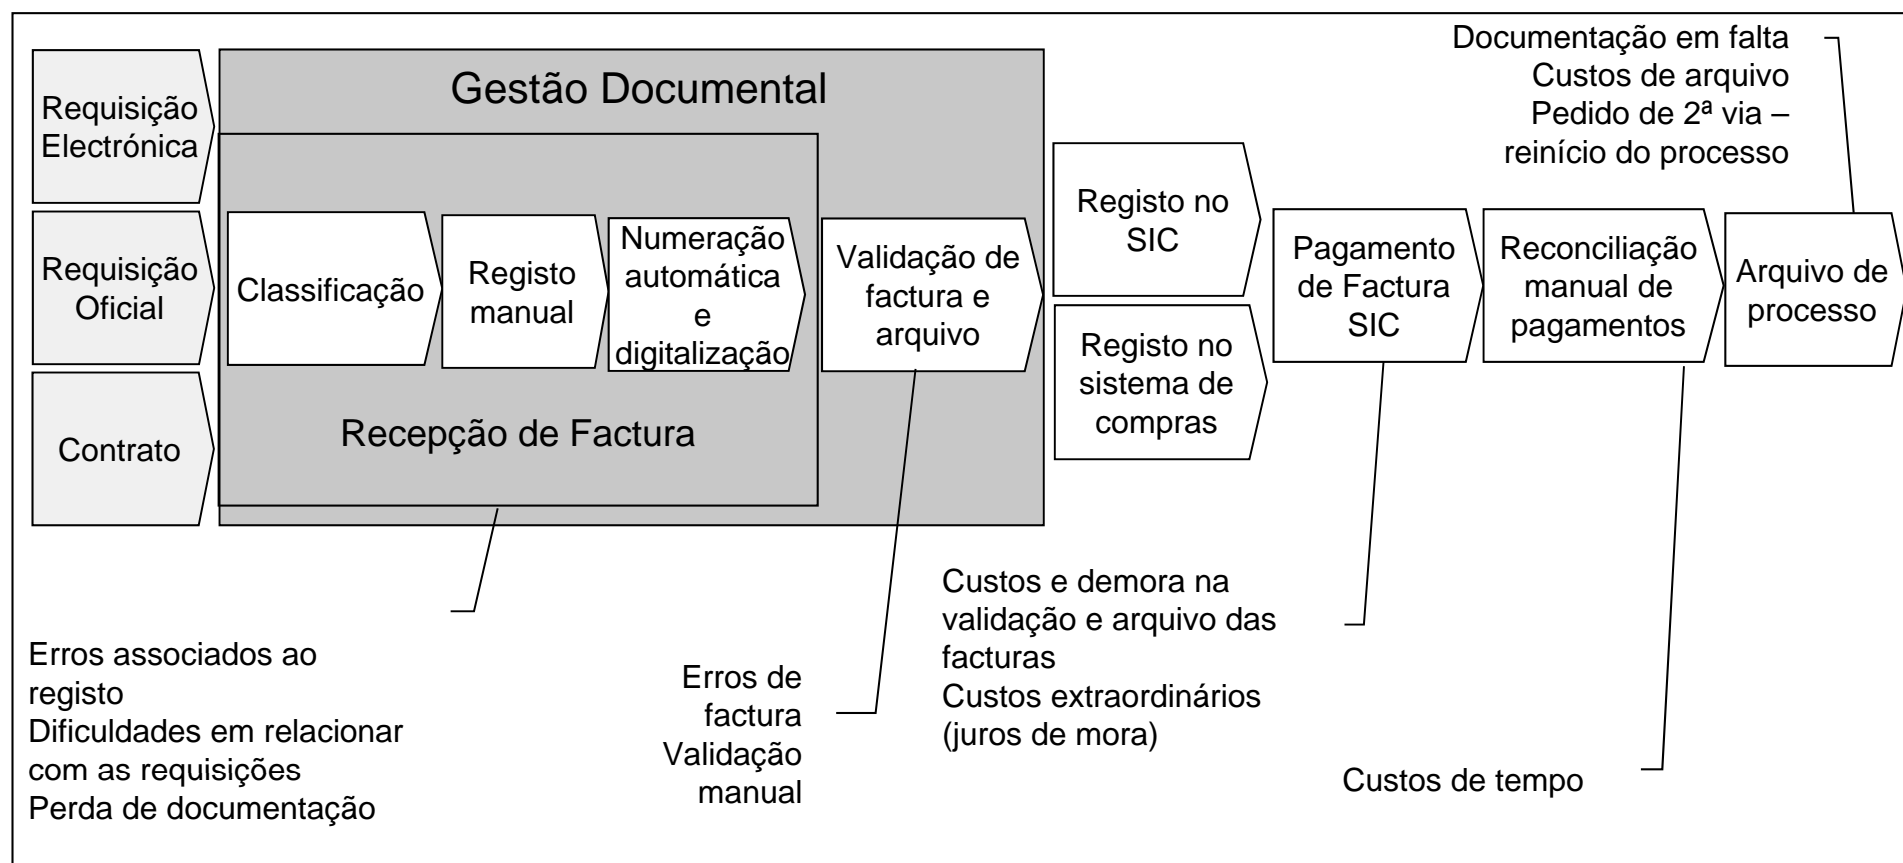 Documentação em falta
Custos de arquivo
Pedido de 2ª via –
reinício do processo
Gestão Documental
Requisição
Electrónica
Requisição
Oficial
Contrato
Classificação
Registo
manual
Numeração
automática
e
digitalização
Recepção de Factura
Validação de
factura e
arquivo
Registo no
SIC
Registo no
sistema de
compras
Pagamento
de Factura
SIC
Reconciliação
manual de
pagamentos
Arquivo de
processo
Erros associados ao
registo
Dificuldades em relacionar
com as requisições
Perda de documentação
Erros de
factura
Validação
manual
Custos e demora na
validação e arquivo das
facturas
Custos extraordinários
(juros de mora)
Custos de tempo